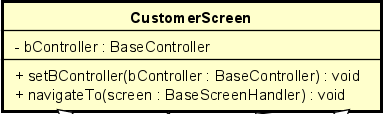 CustomerScreen
- bController : BaseController
+ setBController(bController : BaseController) : void
+ navigateTo(screen : BaseScreenHandler) : void